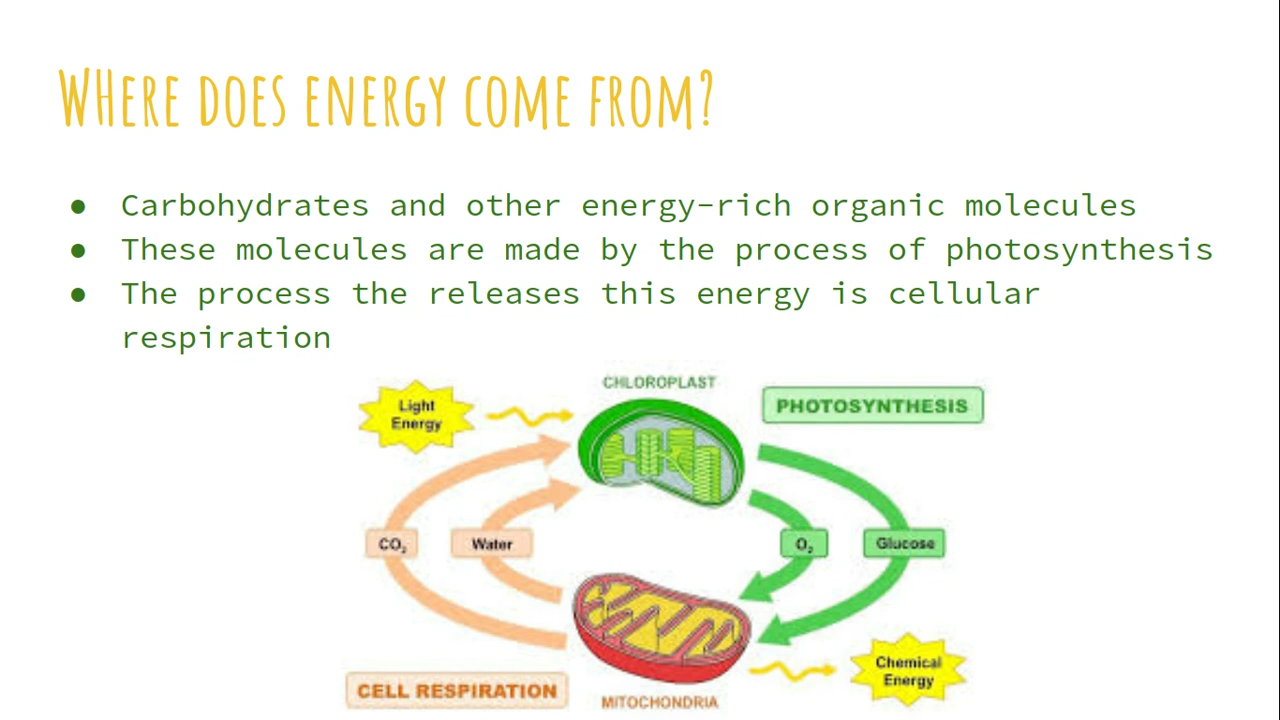 WHERE DOES ENERGY COME FROM?
● Carbohydrates and other energy-rich organic molecules
● These molecules are made by the process of photosynthesis
● The process the releases this energy is cellular
respiration
CHLOROPLAST
Light
Energy
PHOTOSYNTHESIS
CO₂
Water
O₂
Glucose
Chemical
Energy
CELL RESPIRATION
MITOCHONDRIA